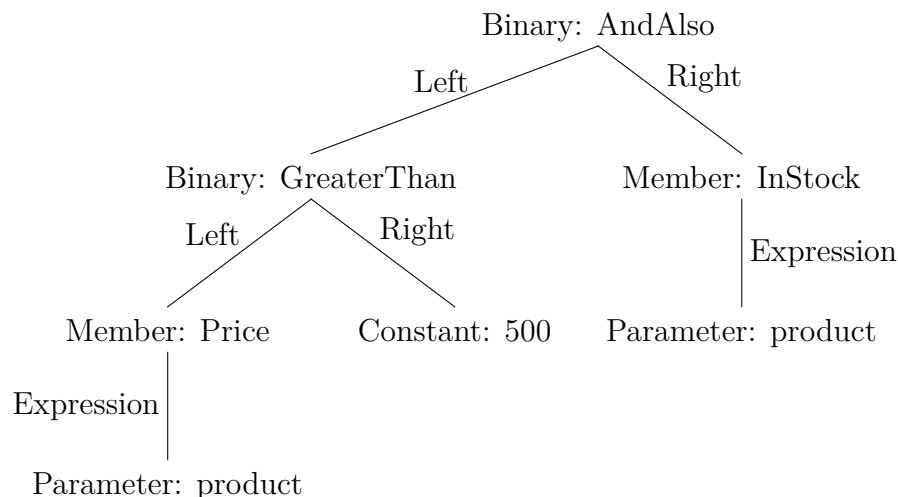 Binary: AndAlso
Left
Right
Binary: GreaterThan
Member: InStock
Left
Right
Expression
Member: Price
Constant: 500
Parameter: product
Expression
Parameter: product